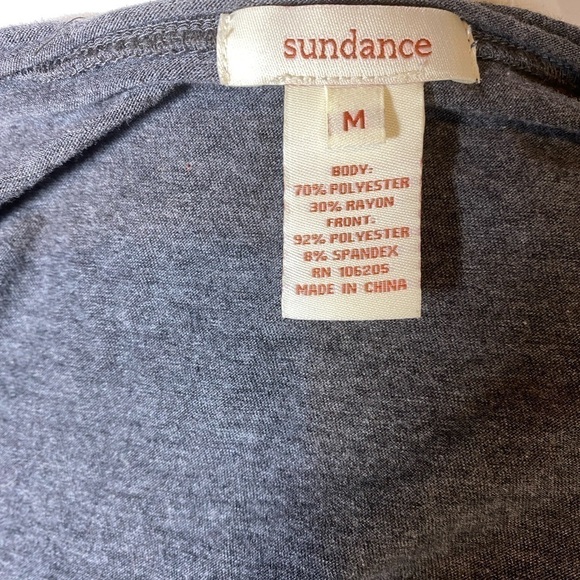 sundance
M
BODY:
70% POLYESTER
30% RAYON
FRONT:
92% POLYESTER
8% SPANDEX
RN 106205
MADE IN CHINA